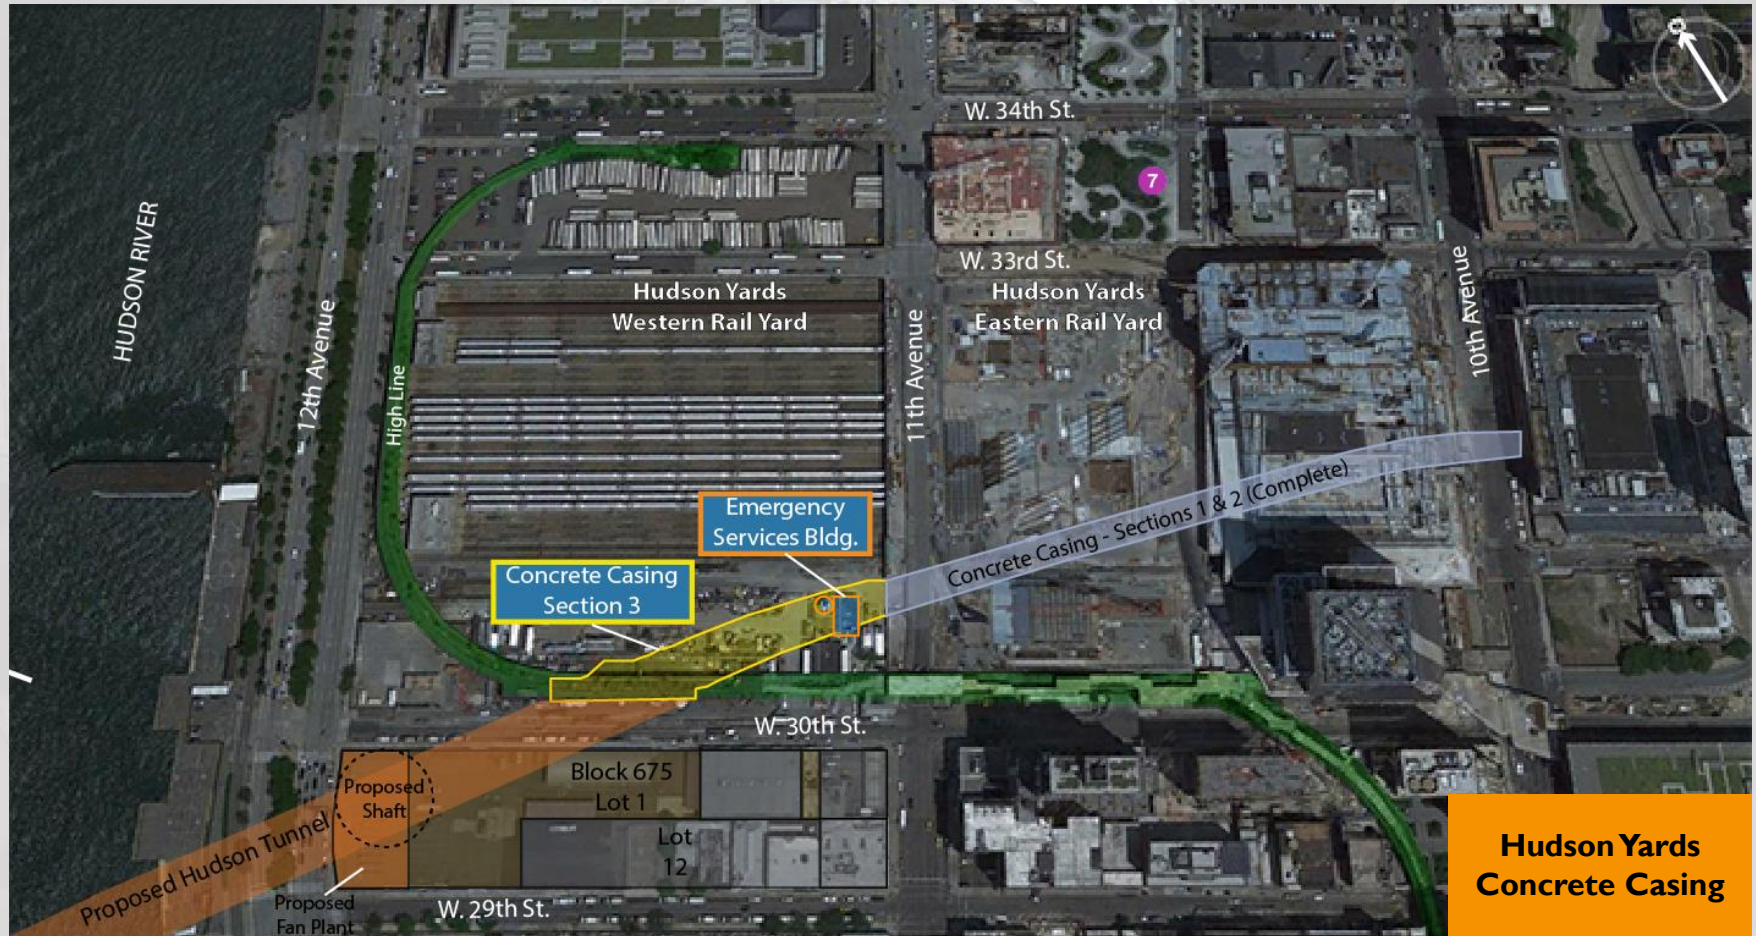 W. 34th St.
7
W. 33rd St.
HUDSON RIVER
12th Avenue
High Line
Hudson Yards
Western Rail Yard
11th Avenue
Hudson Yards
Eastern Rail Yard
10th Avenue
Emergency
Services Bldg.
Concrete Casing - Sections 1 & 2 (Complete)
Concrete Casing
Section 3
W. 30th St.
Block 675
Lot 1
Proposed
Shaft
Lot
12
Proposed Hudson Tunnel
Proposed
Fan Plant
W. 29th St.
Hudson Yards
Concrete Casing